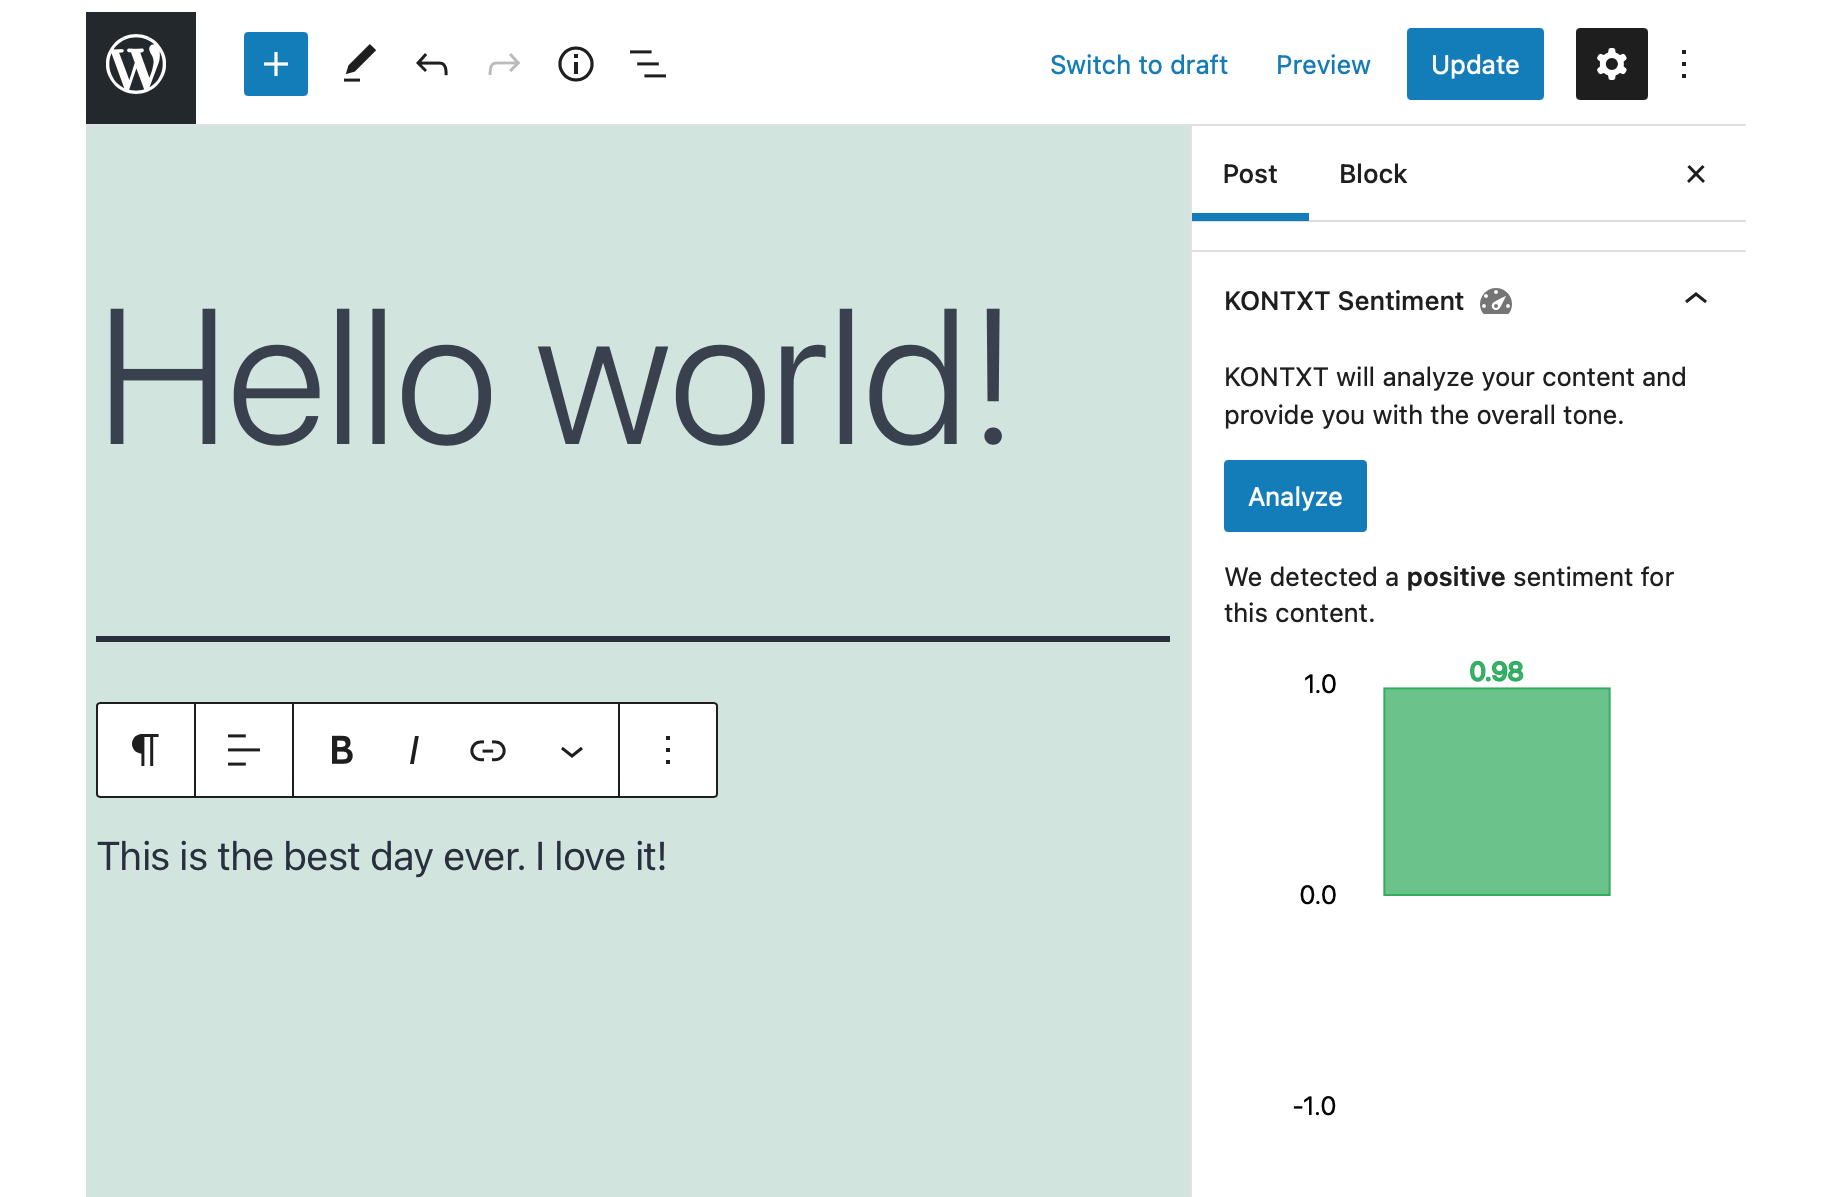 Switch to draft
Preview
Update
Hello world!
B I
This is the best day ever. I love it!
Post
Block
KONTXT Sentiment
KONTXT will analyze your content and
provide you with the overall tone.
Analyze
We detected a positive sentiment for
this content.
0.98
1.0
0.0
-1.0